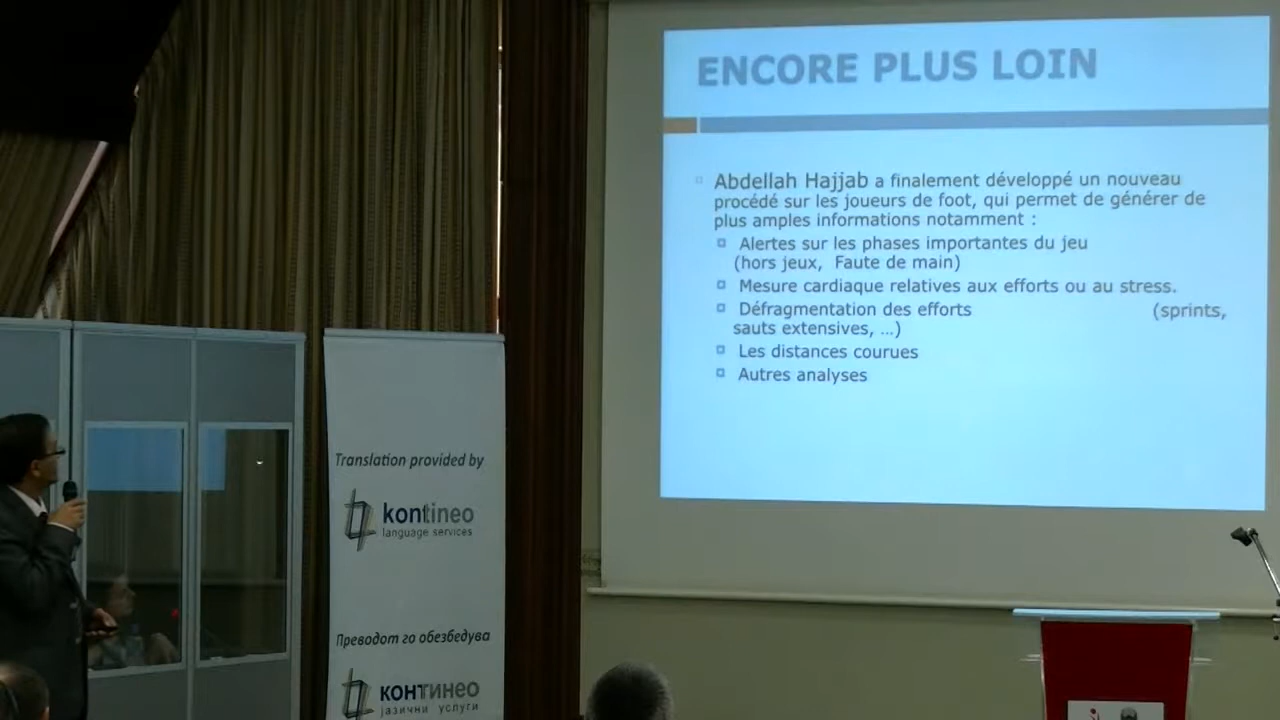 ENCORE PLUS LOIN
Abdellah Hajjab a finalement développé un nouveau
procédé sur les joueurs de foot, qui permet de générer de
plus amples informations notamment :
Alertes sur les phases importantes du jeu
(hors jeux, Faute de main)
Mesure cardiaque relatives aux efforts ou au stress.
Défragmentation des efforts (sprints,
sauts extensives, ...)
Les distances courues
Autres analyses
Translation provided by
kontineo
language services
Преводот го обезбедува
континео
јазични услуги